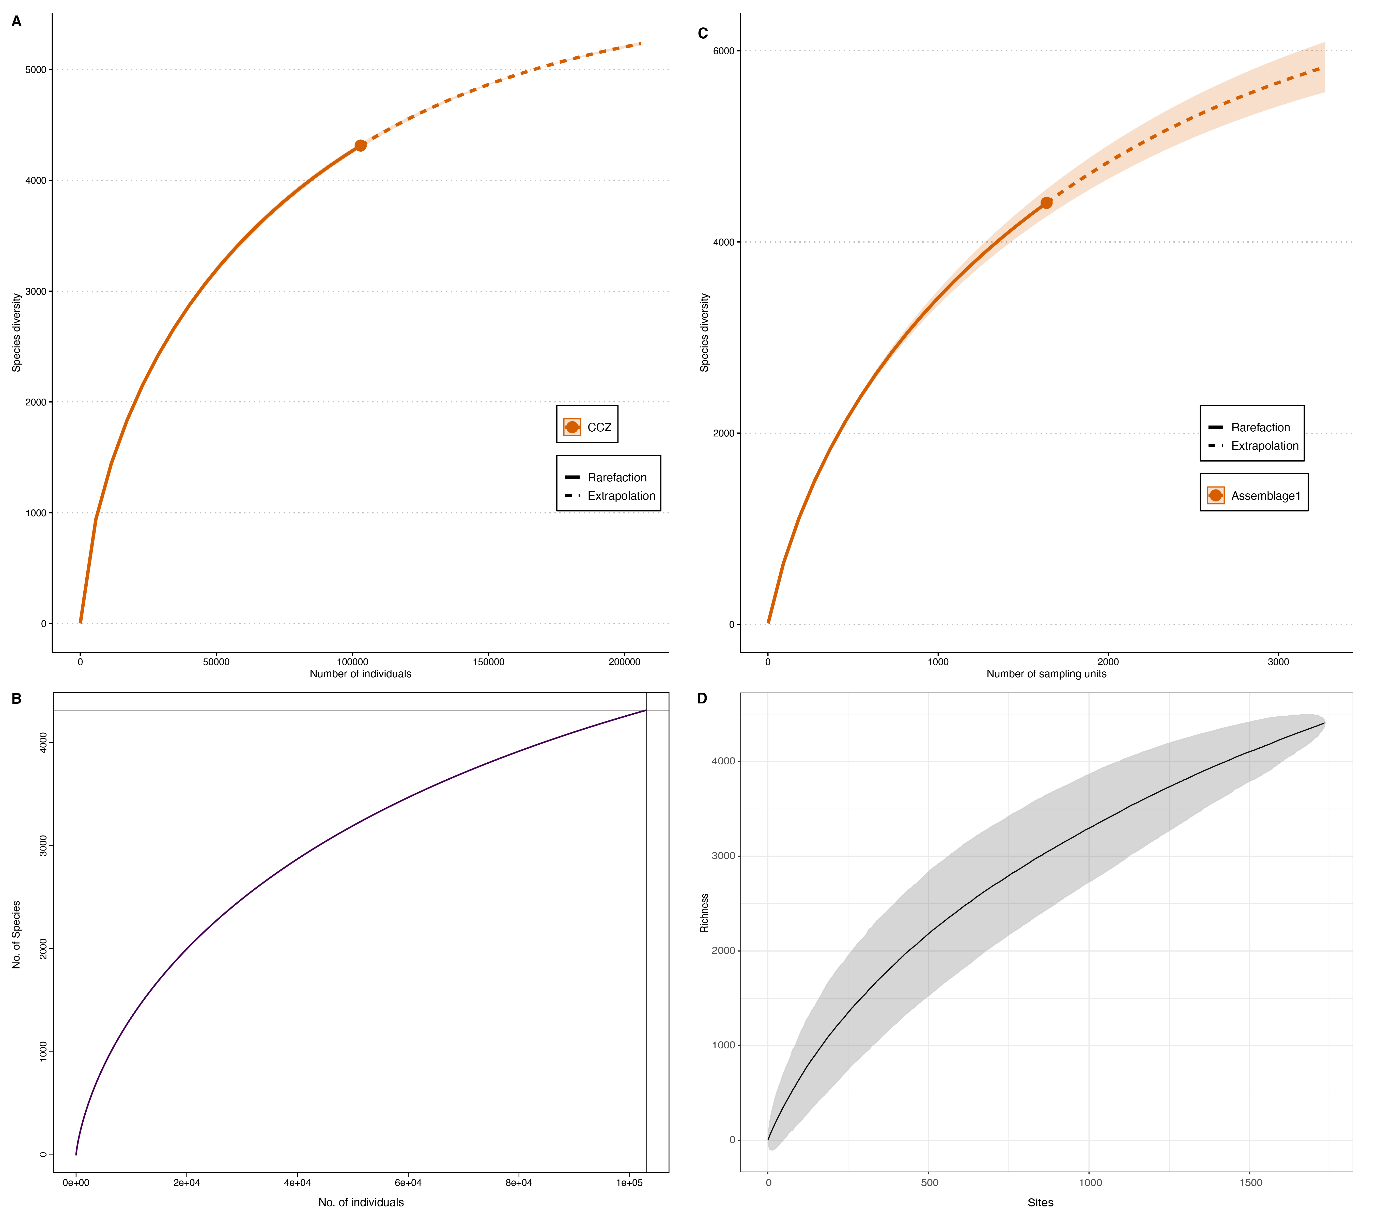 A
5000
4000
3000
2000
1000
0
Species diversity
CCZ
Rarefaction
Extrapolation
0
50000
100000
150000
200000
Number of individuals
C
6000
4000
2000
0
Species diversity
Rarefaction
Extrapolation
Assemblage1
0
1000
2000
3000
Number of sampling units
B
4000
3000
2000
1000
0
No. of Species
0e+00
2e+04
4e+04
6e+04
8e+04
1e+05
No. of individuals
D
4000
3000
2000
1000
0
Richness
0
500
1000
1500
Sites